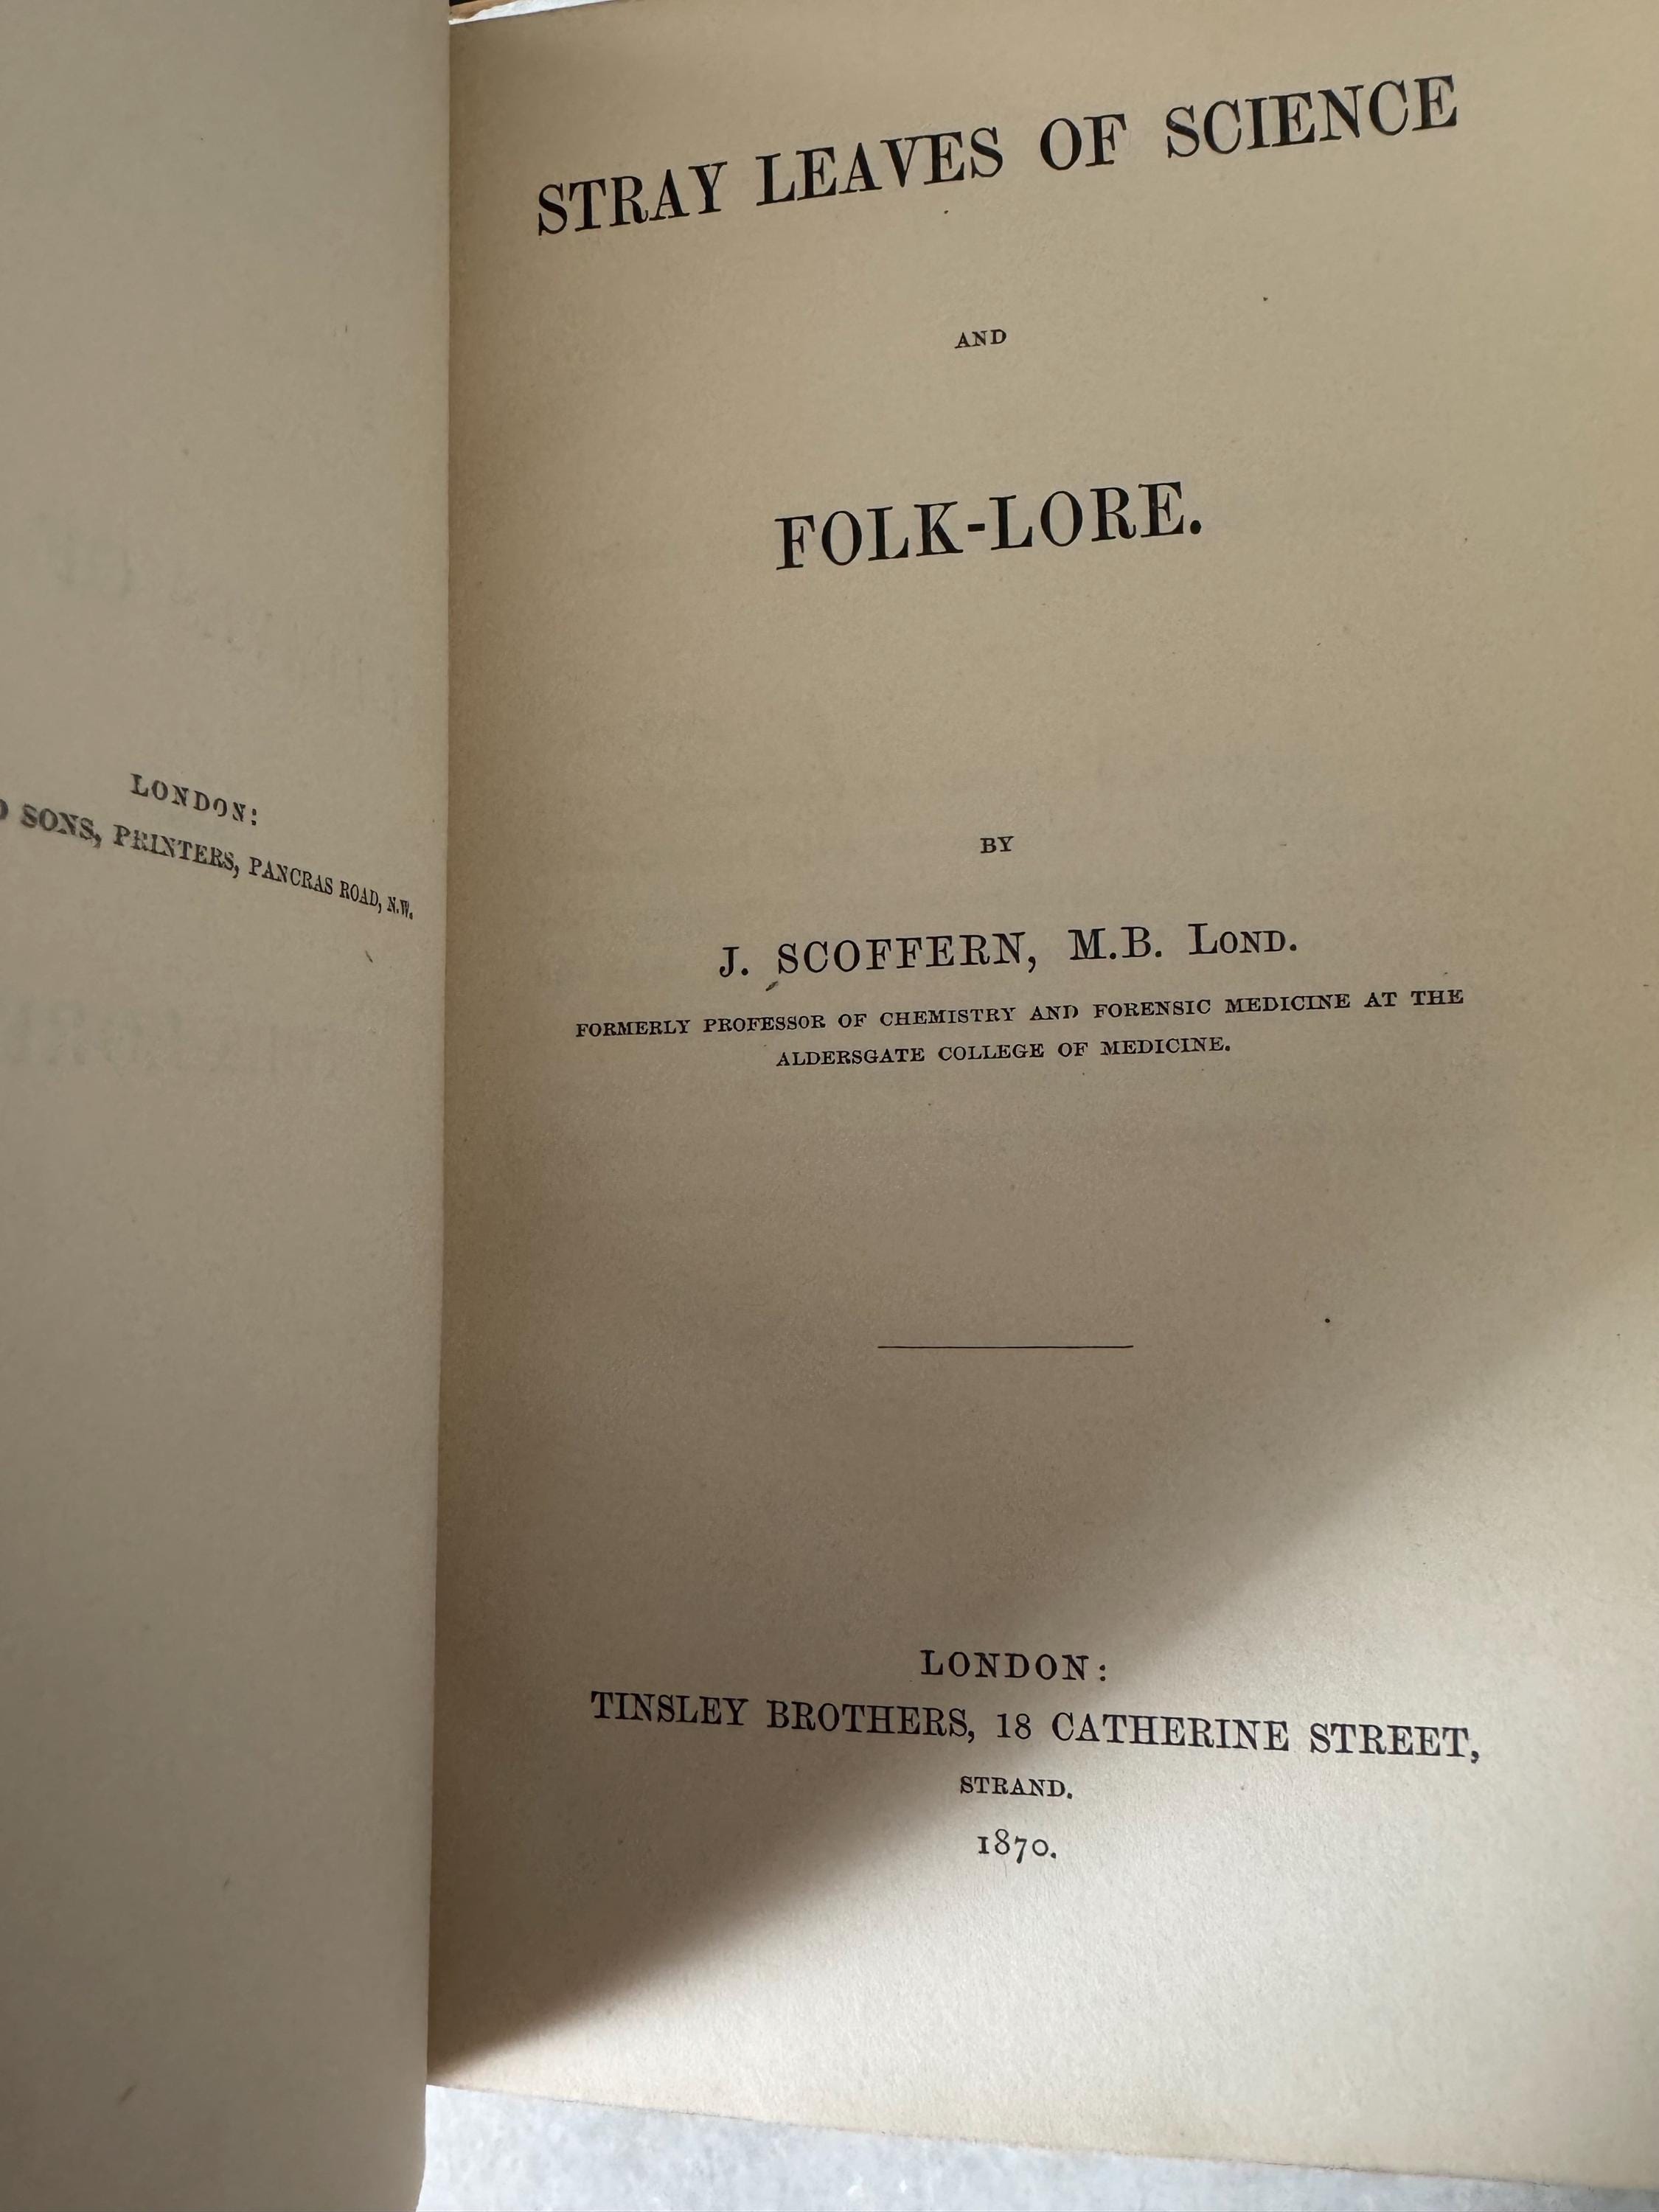 LONDON:
SONS, PRINTERS, PANCRAS ROAD, N.W.
STRAY LEAVES OF SCIENCE
AND
FOLK-LORE.
BY
J. SCOFFERN, M.B. LOND.
FORMERLY PROFESSOR OF CHEMISTRY AND FORENSIC MEDICINE AT THE
ALDERSGATE COLLEGE OF MEDICINE.
LONDON:
TINSLEY BROTHERS, 18 CATHERINE STREET,
STRAND.
1870.